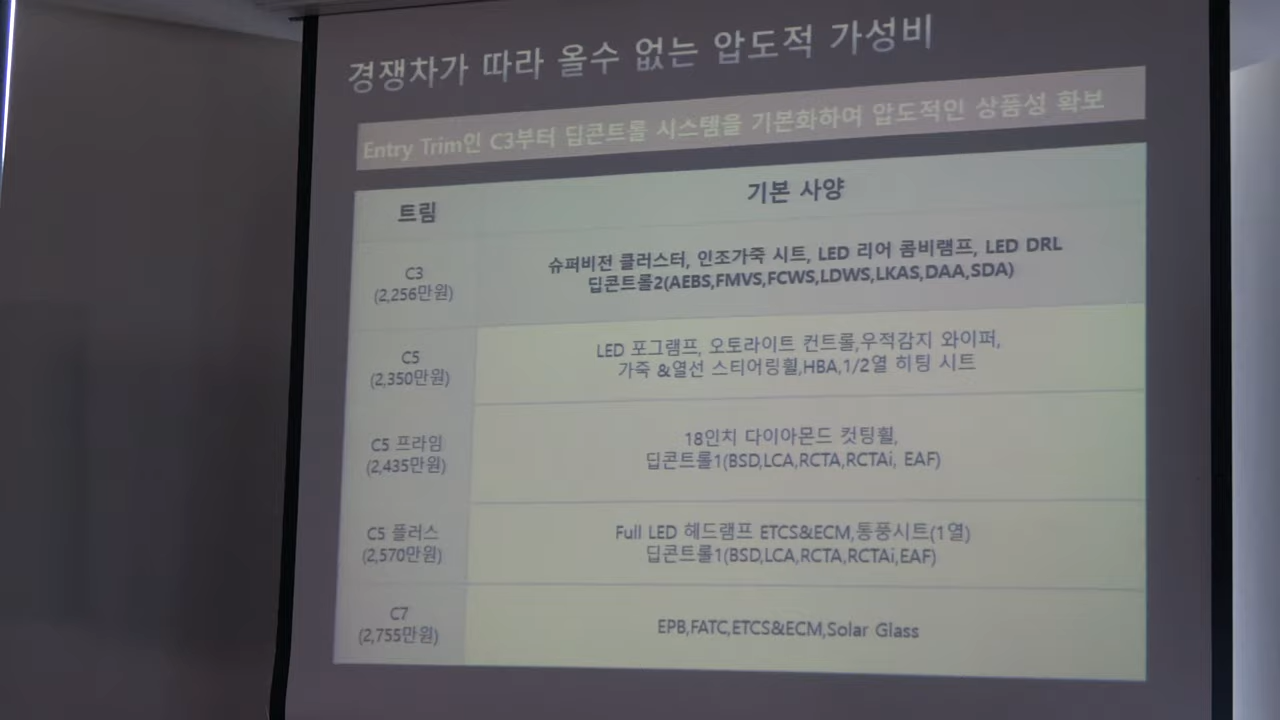 경쟁차가 따라 올수 없는 압도적 가성비
Entry Trim인 C3부터 딥콘트롤 시스템을 기본화하여 압도적인 상품성 확보
트림
기본 사양
C3
(2,256만원)
슈퍼비전 클러스터, 인조가죽 시트, LED 리어 콤비램프, LED DRL
딥콘트롤2(AEBS,FMVS,FCWS,LDWS,LKAS,DAA,SDA)
C5
(2,350만원)
LED 포그램프, 오토라이트 컨트롤,우적감지 와이퍼,
가죽 &열선 스티어링휠,HBA,1/2열 히팅 시트
C5 프라임
(2,435만원)
18인치 다이아몬드 컷팅휠,
딥콘트롤1(BSD,LCA,RCTA,RCTAi, EAF)
C5 플러스
(2,570만원)
Full LED 헤드램프 ETCS&ECM,통풍시트(1열)
딥콘트롤1(BSD,LCA,RCTA,RCTAi,EAF)
C7
(2,755만원)
EPB,FATC,ETCS&ECM,Solar Glass